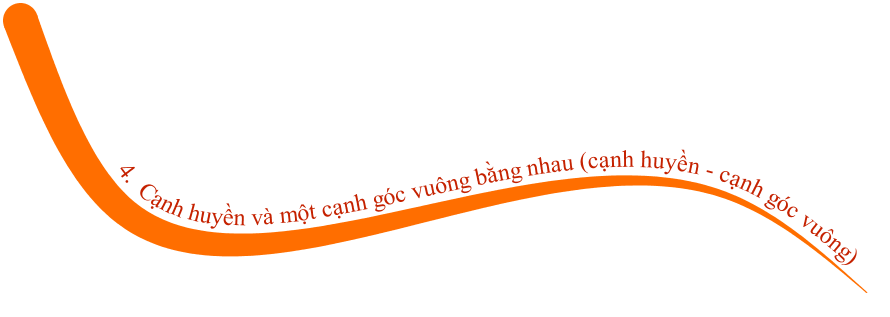 4. Cạnh huyền và một cạnh góc vuông bằng nhau (cạnh huyền - cạnh góc vuông)